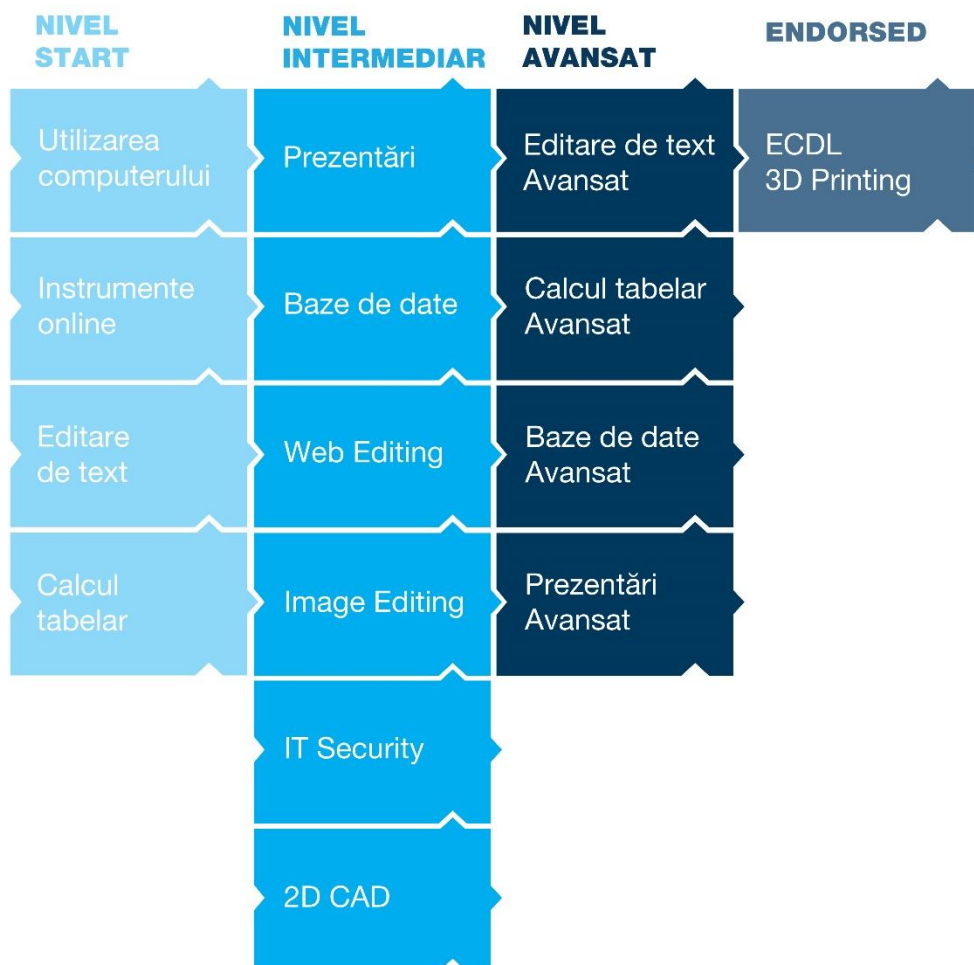 NIVEL
START
Utilizarea
computerului
Instrumente
online
Editare
de text
Calcul
tabelar
NIVEL
INTERMEDIAR
Prezentări
Baze de date
Web Editing
Image Editing
IT Security
2D CAD
NIVEL
AVANSAT
Editare de text
Avansat
Calcul tabelar
Avansat
Baze de date
Avansat
Prezentări
Avansat
ENDORSED
ECDL
3D Printing